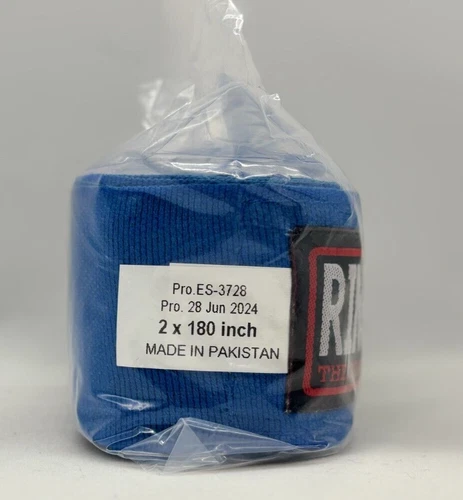 Pro.ES-3728
Pro. 28 Jun 2024
2 x 180 inch
MADE IN PAKISTAN